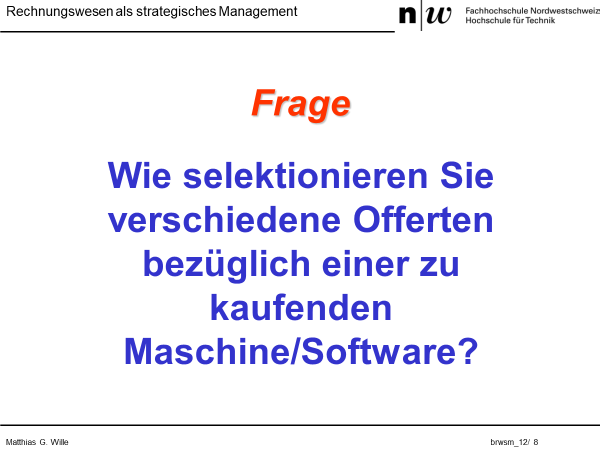 Rechnungswesen als strategisches Management
n|w Fachhochschule Nordwestschweiz
Hochschule für Technik
Frage
Wie selektionieren Sie
verschiedene Offerten
bezüglich einer zu
kaufenden
Maschine/Software?
Matthias G. Wille
brwsm_12/ 8